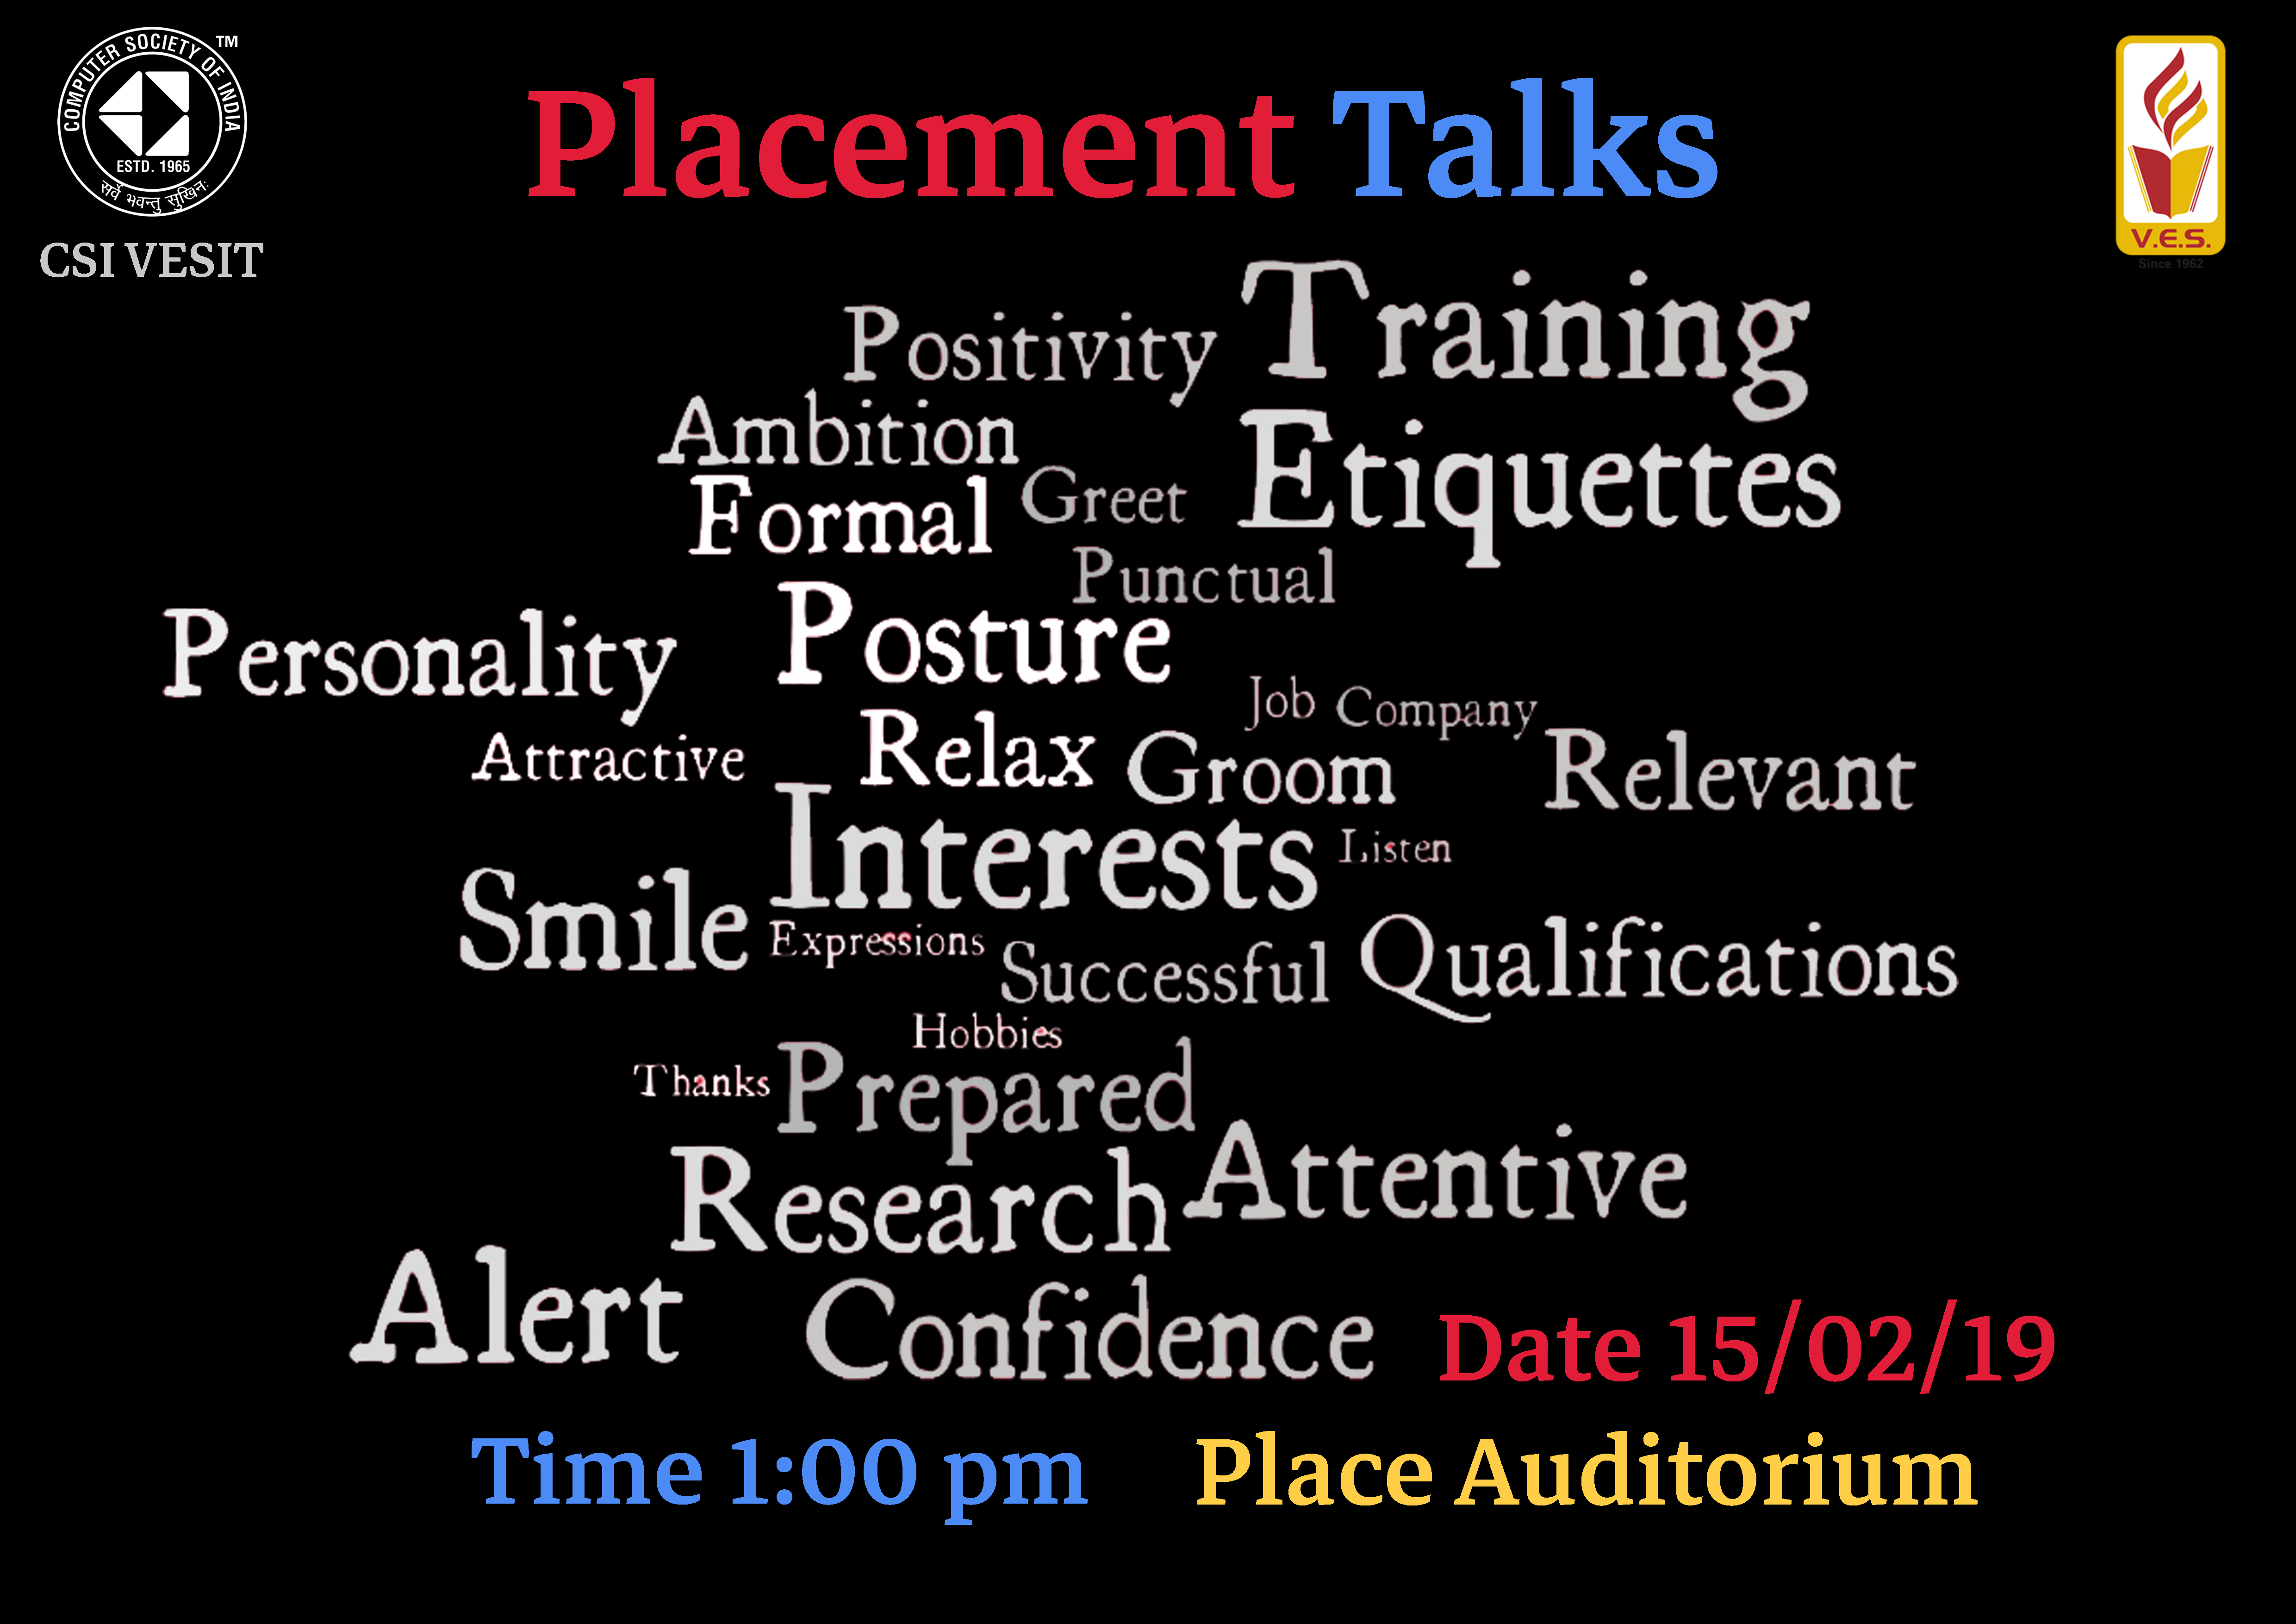 COMPUTER SOCIETY OF INDIA
TM
ESTD. 1965
सर्वे भवन्तु सुखिनः
CSI VESIT
Placement Talks
V.E.S.
Since 1962
Positivity Training
Ambition
Formal Greet Etiquettes
Punctual
Personality Posture
Job Company
Attractive Relax Groom Relevant
Interests Listen
Smile Expressions Successful Qualifications
Hobbies
Thanks Prepared
Research Attentive
Alert Confidence
Date 15/02/19
Time 1:00 pm
Place Auditorium